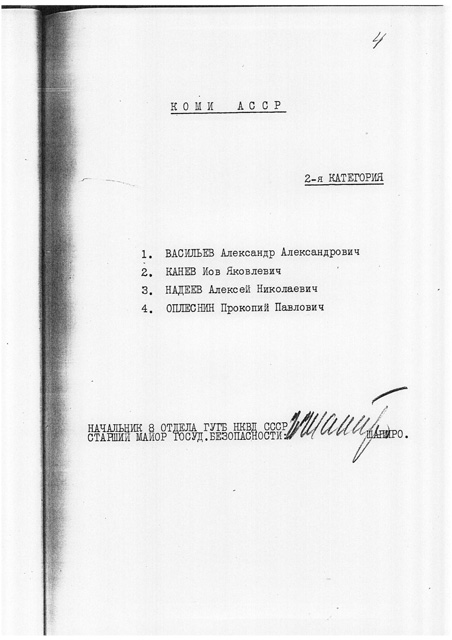 4
КОМИ АССР
2-я КАТЕГОРИЯ
1. ВАСИЛЬЕВ Александр Александрович
2. КАНЕВ Иов Яковлевич
3. НАДЕЕВ Алексей Николаевич
4. ОПЛЕСНИН Прокопий Павлович
НАЧАЛЬНИК 8 ОТДЕЛА ГУГБ НКВД СССР
СТАРШИЙ МАЙОР ГОСУД.БЕЗОПАСНОСТИ: ШАПИРО.